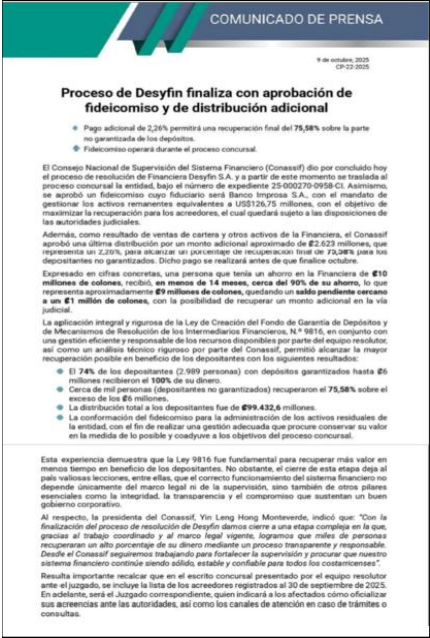 COMUNICADO DE PRENSA
9 de octubre, 2025
CP-22-2025
Proceso de Desyfin finaliza con aprobación de
fideicomiso y de distribución adicional
Pago adicional de 2,26% permitirá una recuperación final del 75,58% sobre la parte
no garantizada de los depósitos.
Fideicomiso operará durante el proceso concursal.
El Consejo Nacional de Supervisión del Sistema Financiero (Conassif) dio por concluido hoy
el proceso de resolución de Financiera Desyfin S.A. y a partir de este momento se traslada al
proceso concursal la entidad, bajo el número de expediente 25-000270-0958-CI. Asimismo,
se aprobó un fideicomiso cuyo fiduciario será Banco Improsa S.A., con el mandato de
gestionar los activos remanentes equivalentes a US$126,75 millones, con el objetivo de
maximizar la recuperación para los acreedores, el cual quedará sujeto a las disposiciones de
las autoridades judiciales.
Además, como resultado de ventas de cartera y otros activos de la Financiera, el Conassif
aprobó una última distribución por un monto adicional aproximado de ₡2.623 millones, que
representa un 2,26%, para alcanzar un porcentaje de recuperación final de 75,58% para los
depositantes no garantizados. Dicho pago se realizará antes de que finalice octubre.
Expresado en cifras concretas, una persona que tenía un ahorro en la Financiera de ₡10
millones de colones, recibió, en menos de 14 meses, cerca del 90% de su ahorro, lo que
representa aproximadamente ₡9 millones de colones, quedando un saldo pendiente cercano
a un ₡1 millón de colones, con la posibilidad de recuperar un monto adicional en la vía
judicial.
La aplicación integral y rigurosa de la Ley de Creación del Fondo de Garantía de Depósitos y
de Mecanismos de Resolución de los Intermediarios Financieros, N.° 9816, en conjunto con
una gestión eficiente y responsable de los recursos disponibles por parte del equipo resolutor,
así como un análisis técnico riguroso por parte del Conassif, permitió alcanzar la mayor
recuperación posible en beneficio de los depositantes con los siguientes resultados:
El 74% de los depositantes (2.989 personas) con depósitos garantizados hasta ₡6
millones recibieron el 100% de su dinero.
Cerca de mil personas (depositantes no garantizados) recuperaron el 75,58% sobre el
exceso de los ₡6 millones.
La distribución total a los depositantes fue de ₡99.432,6 millones.
La conformación del fideicomiso para la administración de los activos residuales de
la entidad, con el fin de realizar una gestión adecuada que procure conservar su valor
en la medida de lo posible y coadyuve a los objetivos del proceso concursal.
Esta experiencia demuestra que la Ley 9816 fue fundamental para recuperar más valor en
menos tiempo en beneficio de los depositantes. No obstante, el cierre de esta etapa deja al
país valiosas lecciones, entre ellas, que el correcto funcionamiento del sistema financiero no
depende únicamente del marco legal ni de la supervisión, sino también de otros pilares
esenciales como la integridad, la transparencia y el compromiso que sustentan un buen
gobierno corporativo.
Al respecto, la presidenta del Conassif, Yin Leng Hong Monteverde, indicó que: "Con la
finalización del proceso de resolución de Desyfin damos cierre a una etapa compleja en la que,
gracias al trabajo coordinado y al marco legal vigente, logramos que miles de personas
recuperaran un alto porcentaje de su dinero mediante un proceso transparente y responsable.
Desde el Conassif seguiremos trabajando para fortalecer la supervisión y procurar que nuestro
sistema financiero continúe siendo sólido, estable y confiable para todos los costarricenses".
Resulta importante recalcar que en el escrito concursal presentado por el equipo resolutor
ante el juzgado, se incluye la lista de los acreedores registrados al 30 de septiembre de 2025.
En adelante, será el Juzgado correspondiente, quien indicará a los afectados cómo oficializar
sus acreencias ante las autoridades, así como los canales de atención en caso de trámites o
consultas.